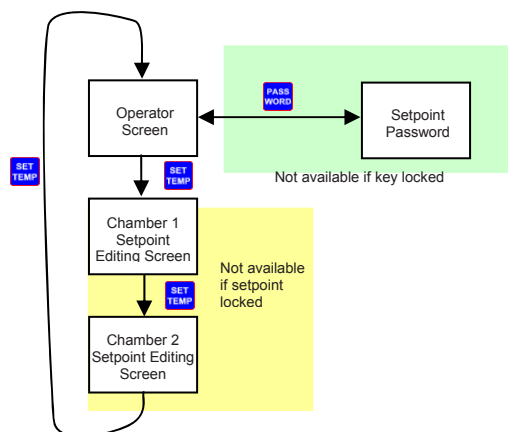 PASS
WORD
Operator
Screen
Setpoint
Password
SET
TEMP
SET
TEMP
Not available if key locked
Chamber 1
Setpoint
Editing Screen
Not available
if setpoint
locked
SET
TEMP
Chamber 2
Setpoint Editing
Screen